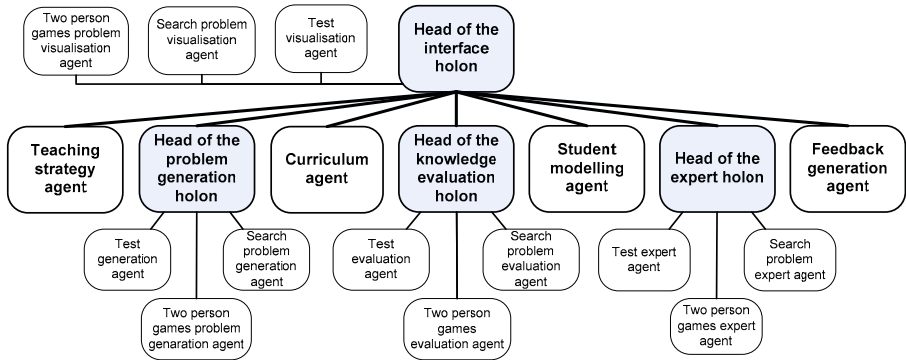 Two person
games problem
visualisation
agent
Search problem
visualisation
agent
Test
visualisation
agent
Head of the
interface
holon
Teaching
strategy
agent
Head of the
problem
generation
holon
Curriculum
agent
Head of the
knowledge
evaluation
holon
Student
modelling
agent
Head of the
expert holon
Feedback
generation
agent
Test
generation
agent
Two person
games problem
genaration agent
Search
problem
generation
agent
Test
evaluation
agent
Two person
games
evaluation agent
Search
problem
evaluation
agent
Test expert
agent
Two person
games expert
agent
Search
problem
expert agent